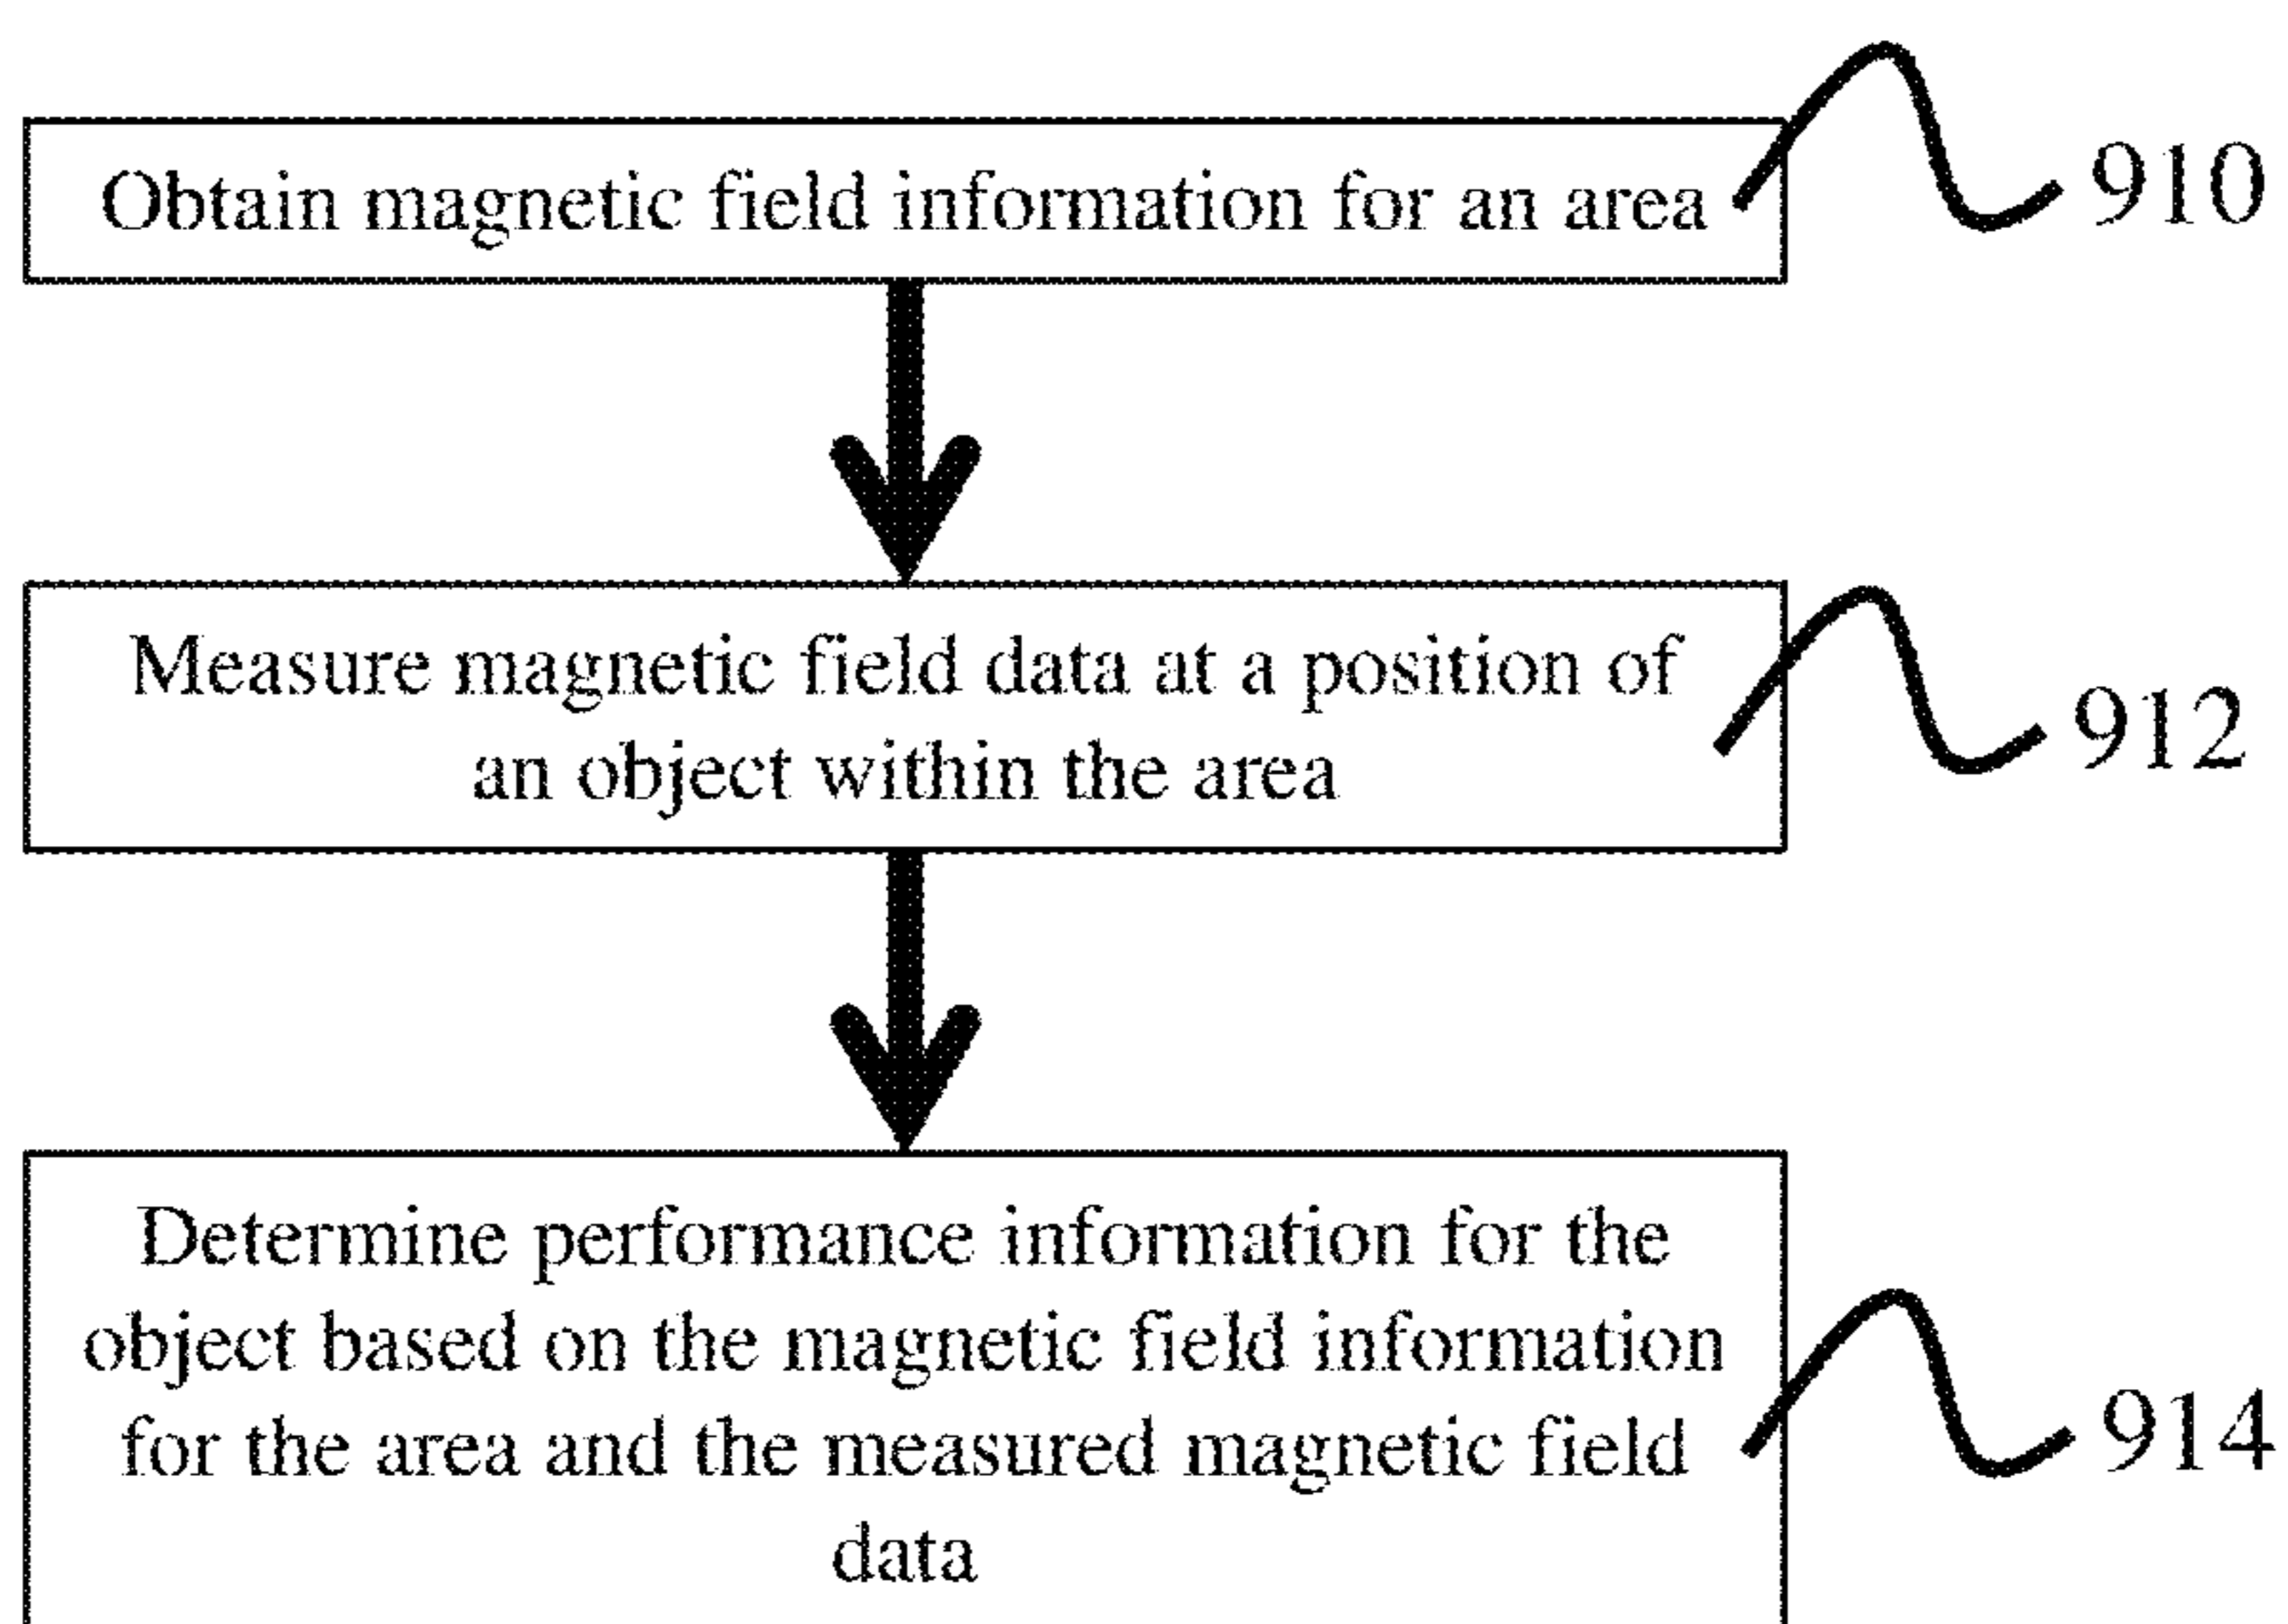 Obtain magnetic field information for an area
910
Measure magnetic field data at a position of
an object within the area
912
Determine performance information for the
object based on the magnetic field information
for the area and the measured magnetic field
data
914